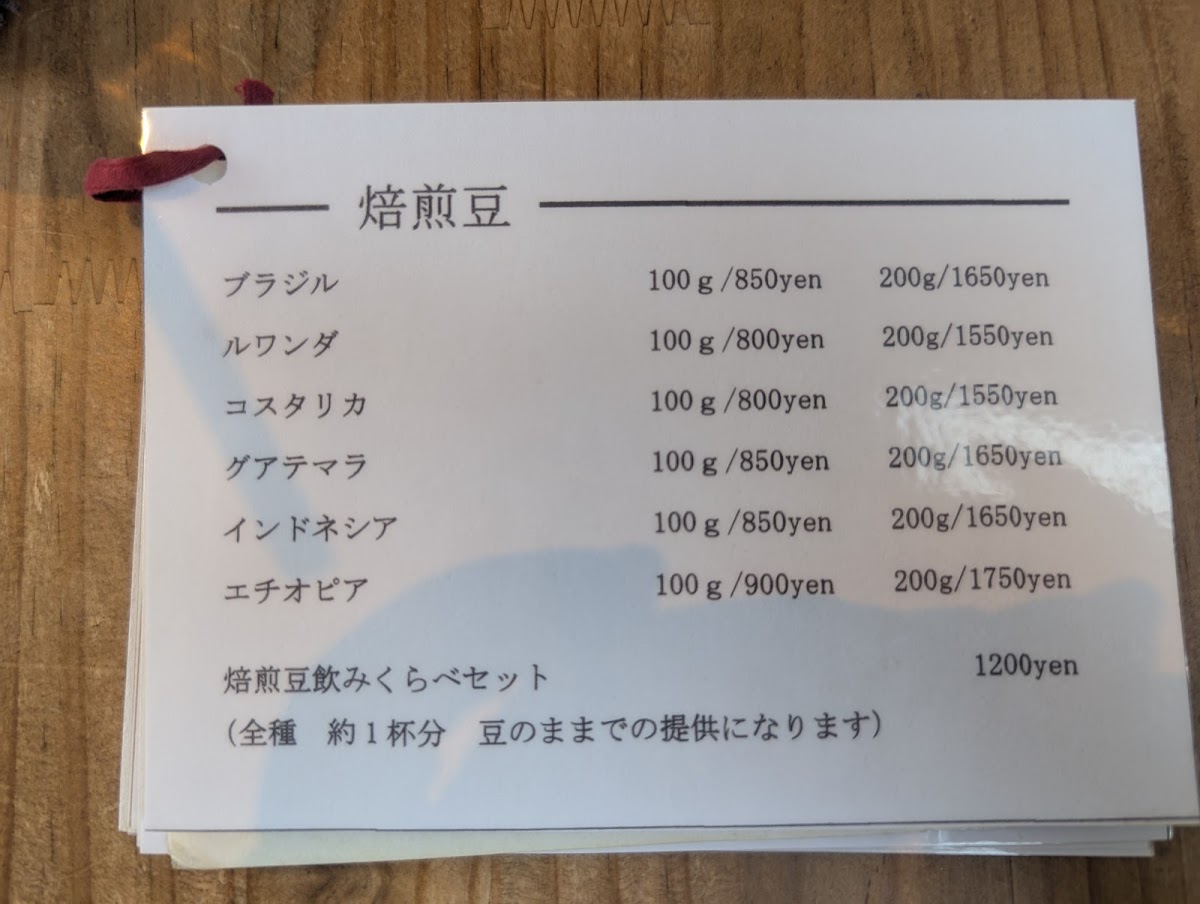 焙煎豆
ブラジル 100ｇ/850yen 200g/1650yen
ルワンダ 100ｇ/800yen 200g/1550yen
コスタリカ 100ｇ/800yen 200g/1550yen
グアテマラ 100ｇ/850yen 200g/1650yen
インドネシア 100ｇ/850yen 200g/1650yen
エチオピア 100ｇ/900yen 200g/1750yen
焙煎豆飲みくらべセット 1200yen
（全種　約１杯分　豆のままでの提供になります）